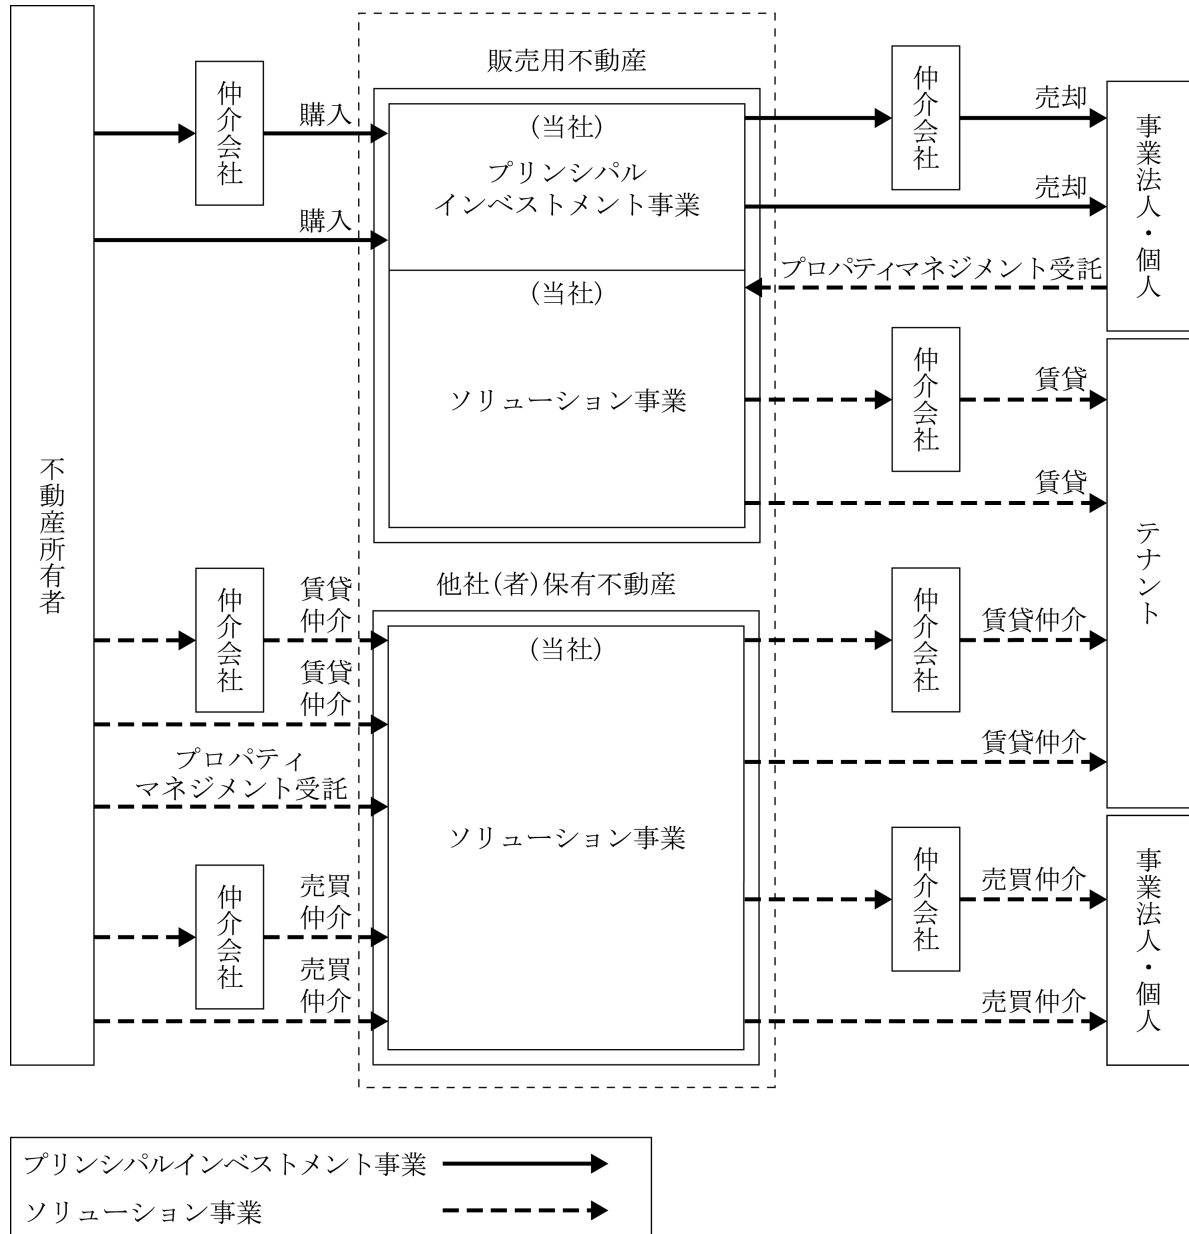 不動産所有者
販売用不動産
仲介会社
購入
購入
(当社)
プリンシパル
インベストメント事業
仲介会社
売却
売却
プロパティマネジメント受託
事業法人・個人
(当社)
ソリューション事業
仲介会社
賃貸
賃貸
テナント
他社(者)保有不動産
仲介会社
賃貸
仲介
賃貸
仲介
プロパティ
マネジメント受託
仲介会社
売買
仲介
売買
仲介
(当社)
ソリューション事業
仲介会社
賃貸仲介
賃貸仲介
仲介会社
売買仲介
売買仲介
事業法人・個人
プリンシパルインベストメント事業
ソリューション事業